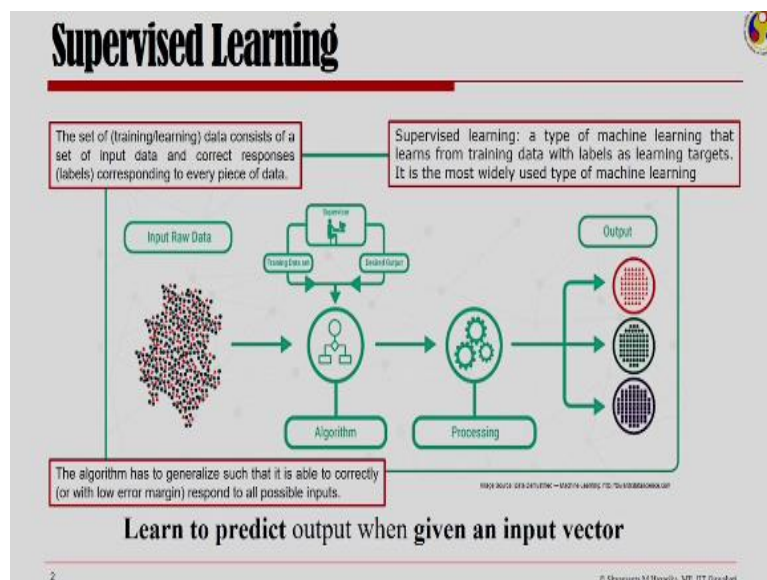 Supervised Learning
The set of (training/learning) data consists of a
set of input data and correct responses
(labels) corresponding to every piece of data.
Supervised learning: a type of machine learning that
learns from training data with labels as learning targets.
It is the most widely used type of machine learning
Supervisor
Input Raw Data
Training Data set
Desired Output
Output
Algorithm
Processing
The algorithm has to generalize such that it is able to correctly
(or with low error margin) respond to all possible inputs.
Learn to predict output when given an input vector
2